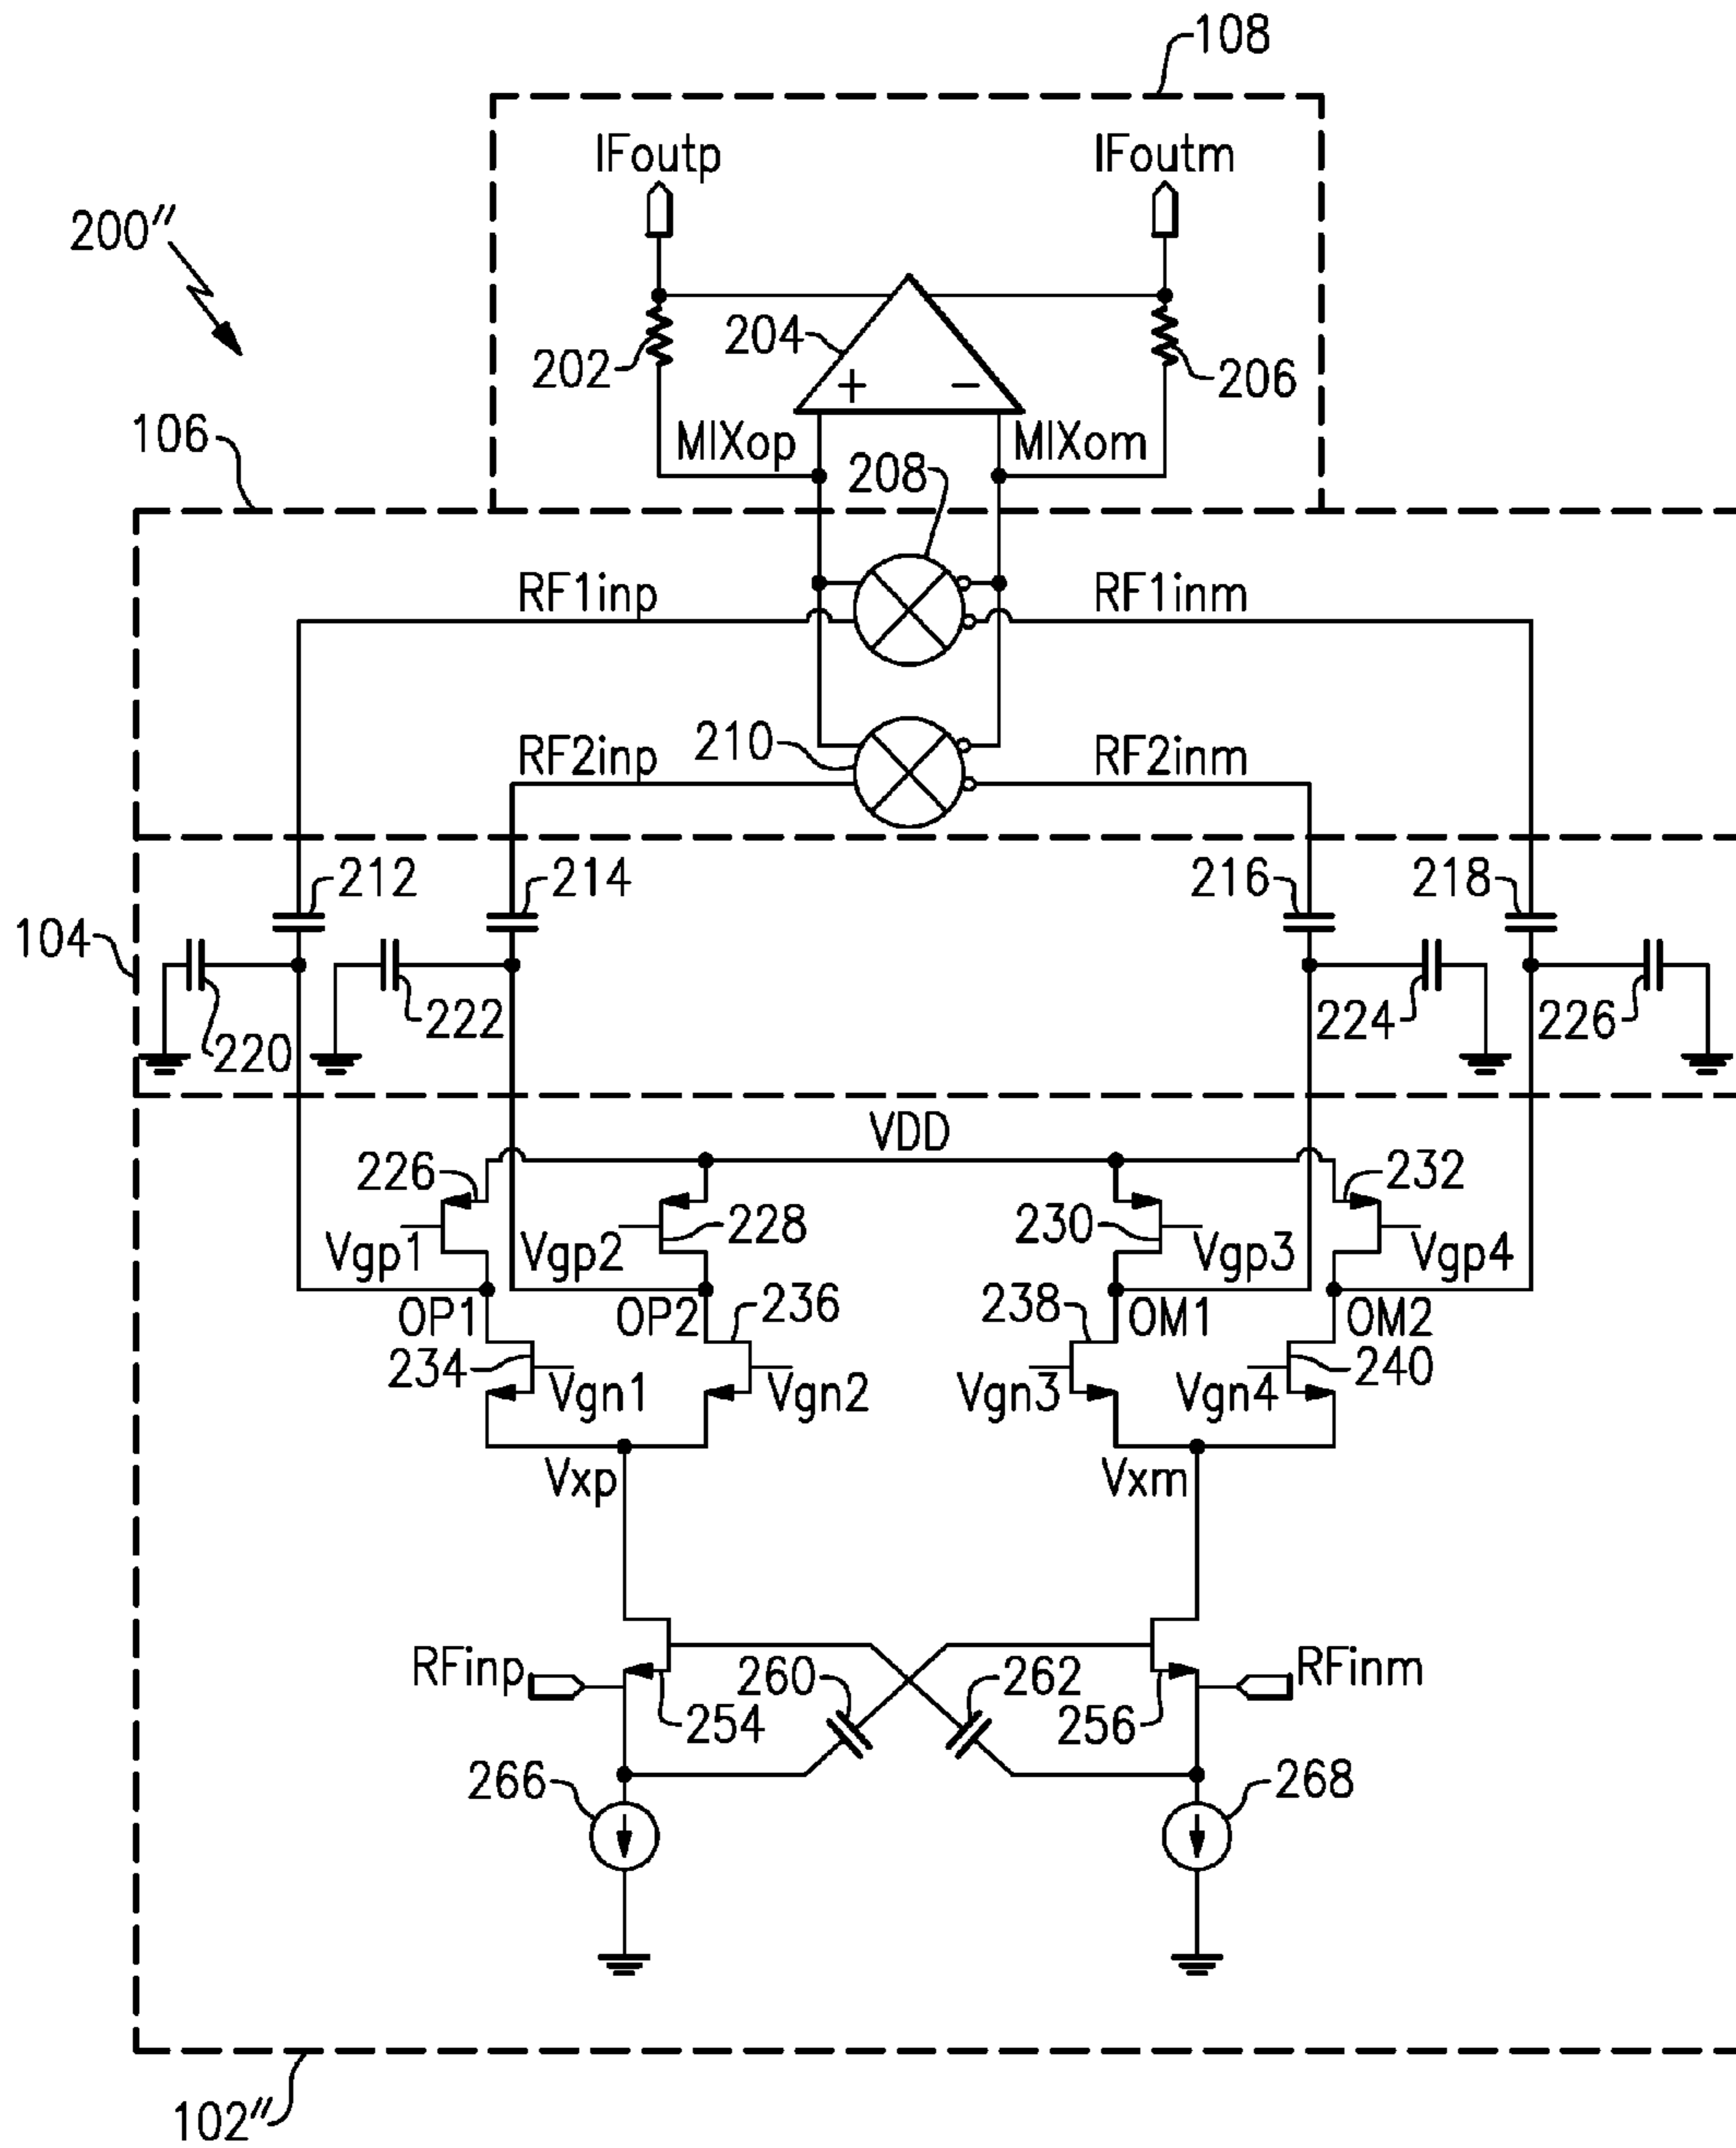 108
IFoutp IFoutm
200″
204
202 + − 206
106 MIXop MIXom
208
RF1inp RF1inm
210 RF2inp RF2inm
212 214 216 218
104
220 222 224 226
VDD
226 228 230 232
Vgp1 Vgp2 Vgp3 Vgp4
OP1 OP2 236 238 OM1 OM2
234 Vgn1 Vgn2 Vgn3 Vgn4 240
Vxp Vxm
RFinp 260 262 RFinm
254 256
266 268
102″